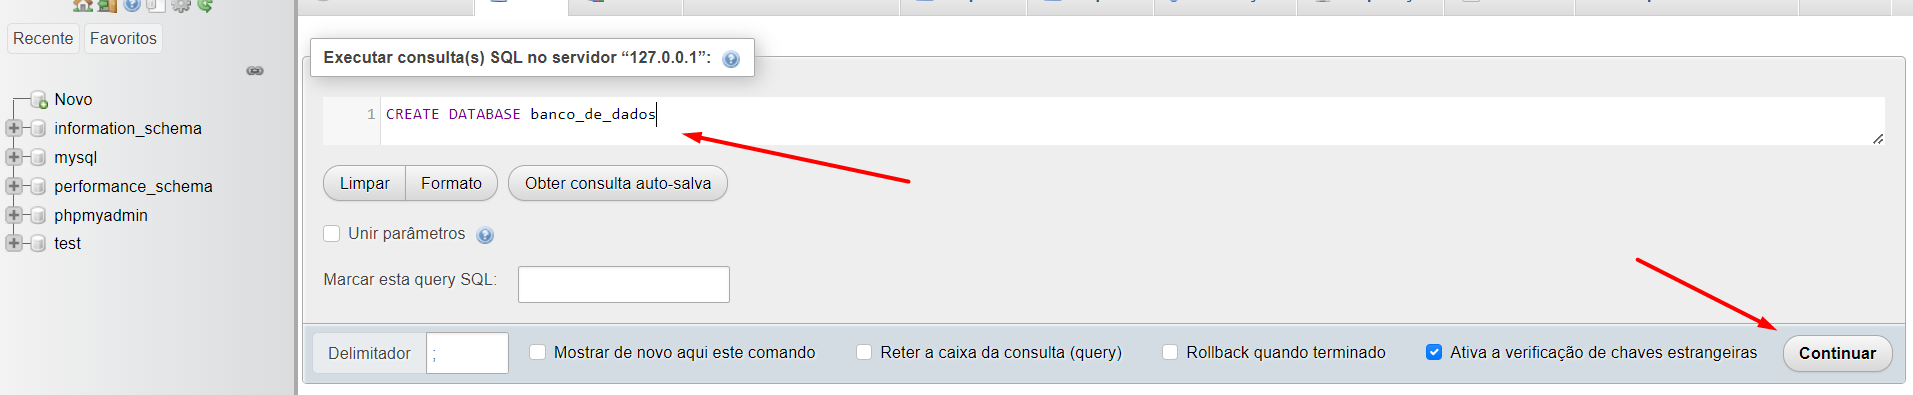 Recente Favoritos
Novo
information_schema
mysql
performance_schema
phpmyadmin
test
Executar consulta(s) SQL no servidor “127.0.0.1”:
1 CREATE DATABASE banco_de_dados
Limpar Formato Obter consulta auto-salva
Unir parâmetros
Marcar esta query SQL:
Delimitador ; Mostrar de novo aqui este comando Reter a caixa da consulta (query) Rollback quando terminado Ativa a verificação de chaves estrangeiras Continuar